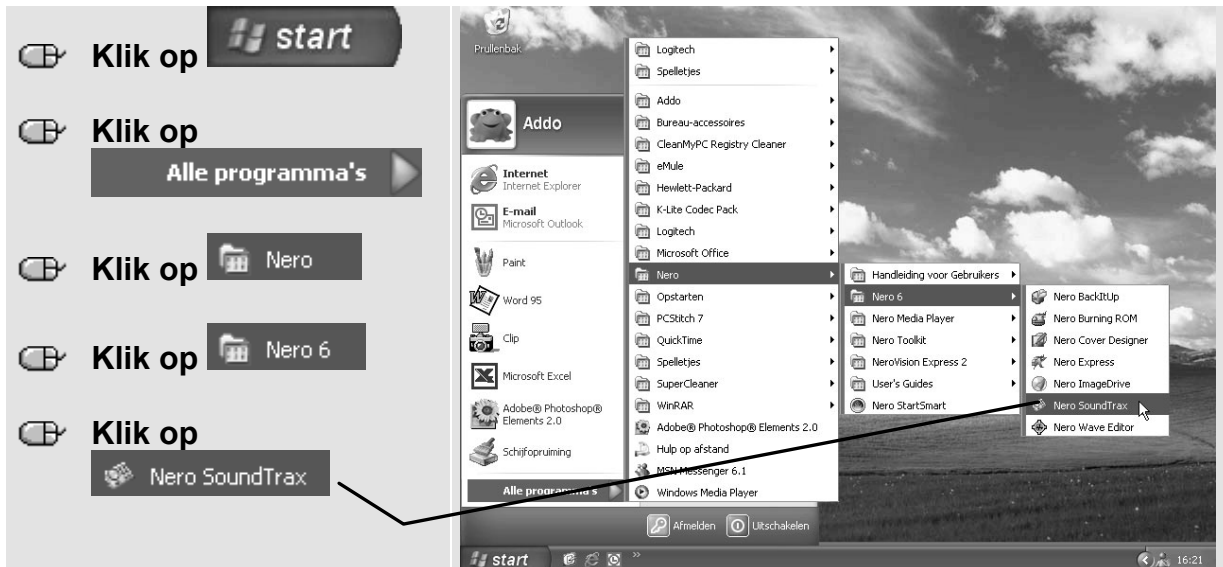 Klik op start
Klik op
Alle programma's
Klik op Nero
Klik op Nero 6
Klik op
Nero SoundTrax
Prullenbak
Addo
Internet
Internet Explorer
E-mail
Microsoft Outlook
Paint
Word 95
Clip
Microsoft Excel
Adobe® Photoshop®
Elements 2.0
Schijfopruiming
Alle programma's
Logitech
Spelletjes
Addo
Bureau-accessoires
CleanMyPC Registry Cleaner
eMule
Hewlett-Packard
K-Lite Codec Pack
Logitech
Microsoft Office
Nero
Opstarten
PCStitch 7
QuickTime
Spelletjes
SuperCleaner
WinRAR
Adobe® Photoshop® Elements 2.0
Hulp op afstand
MSN Messenger 6.1
Windows Media Player
Handleiding voor Gebruikers
Nero 6
Nero Media Player
Nero Toolkit
NeroVision Express 2
User's Guides
Nero StartSmart
Nero BackItUp
Nero Burning ROM
Nero Cover Designer
Nero Express
Nero ImageDrive
Nero SoundTrax
Nero Wave Editor
Afmelden Uitschakelen
start
16:21